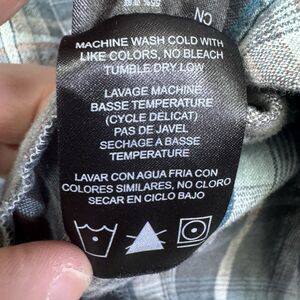 CN
MACHINE WASH COLD WITH
LIKE COLORS, NO BLEACH
TUMBLE DRY LOW
LAVAGE MACHINE
BASSE TEMPERATURE
(CYCLE DELICAT)
PAS DE JAVEL
SECHAGE A BASSE
TEMPERATURE
LAVAR CON AGUA FRIA CON
COLORES SIMILARES, NO CLORO
SECAR EN CICLO BAJO